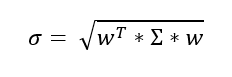 σ = √(w^T * Σ * w)